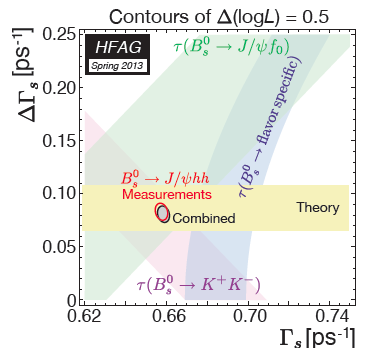 Contours of Δ(logL) = 0.5
HFAG
Spring 2013
τ(B⁰ₛ → J/ψf₀)
τ(B⁰ₛ → flavor specific)
B⁰ₛ → J/ψhh
Measurements
Combined
Theory
τ(B⁰ₛ → K⁺K⁻)
ΔΓₛ [ps⁻¹]
0.25
0.20
0.15
0.10
0.05
0
0.62 0.66 0.70 0.74
Γₛ [ps⁻¹]